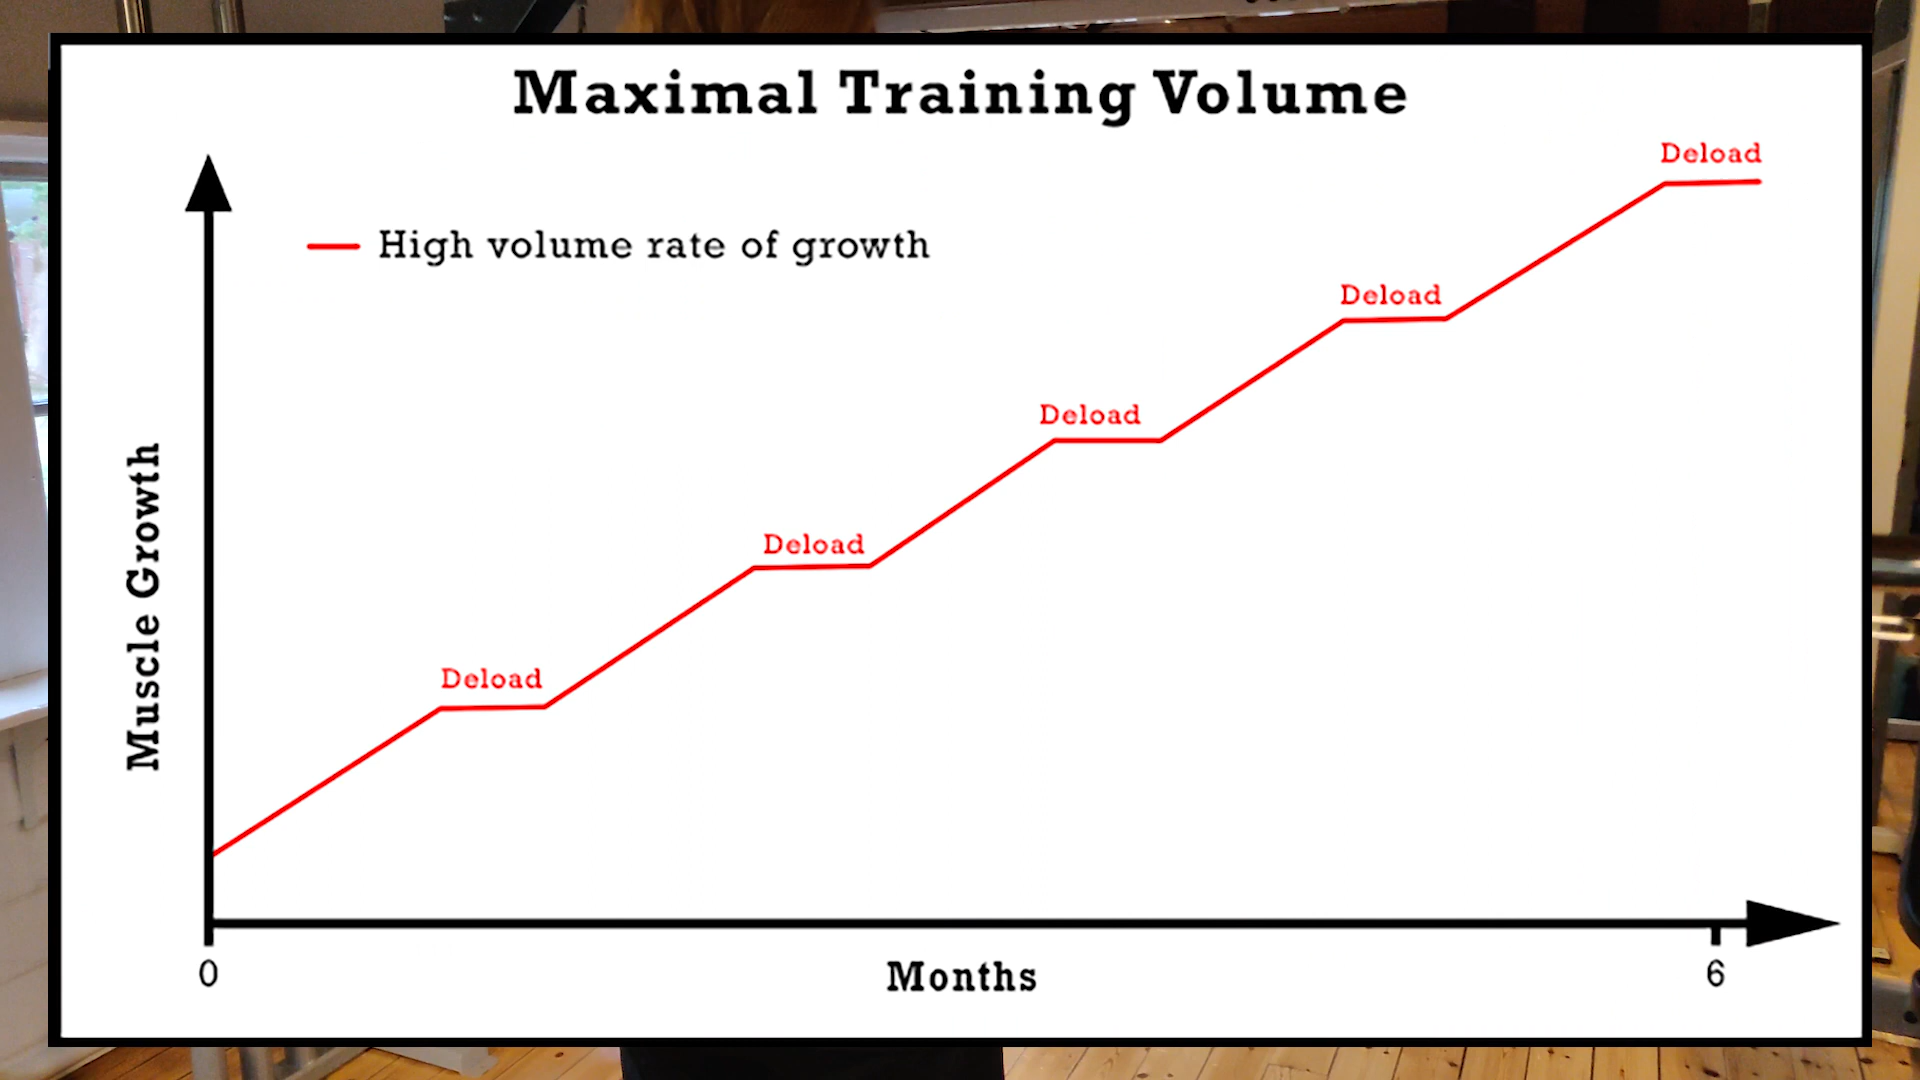 Maximal Training Volume
Deload
High volume rate of growth
Deload
Deload
Deload
Deload
Muscle Growth
0
Months
6